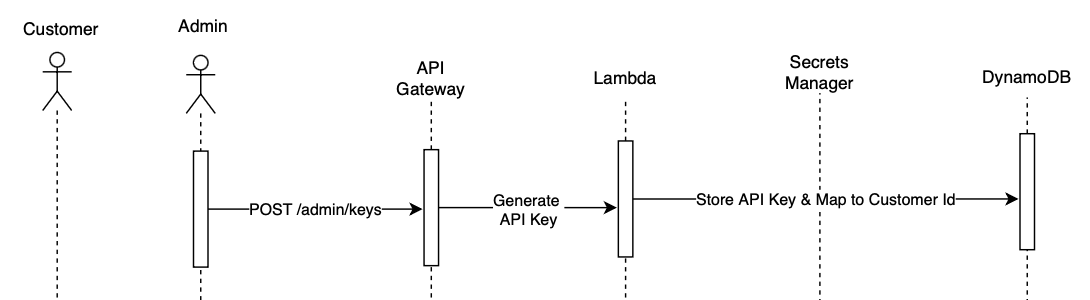 Customer
Admin
API
Gateway
Lambda
Secrets
Manager
DynamoDB
POST /admin/keys
Generate
API Key
Store API Key & Map to Customer Id